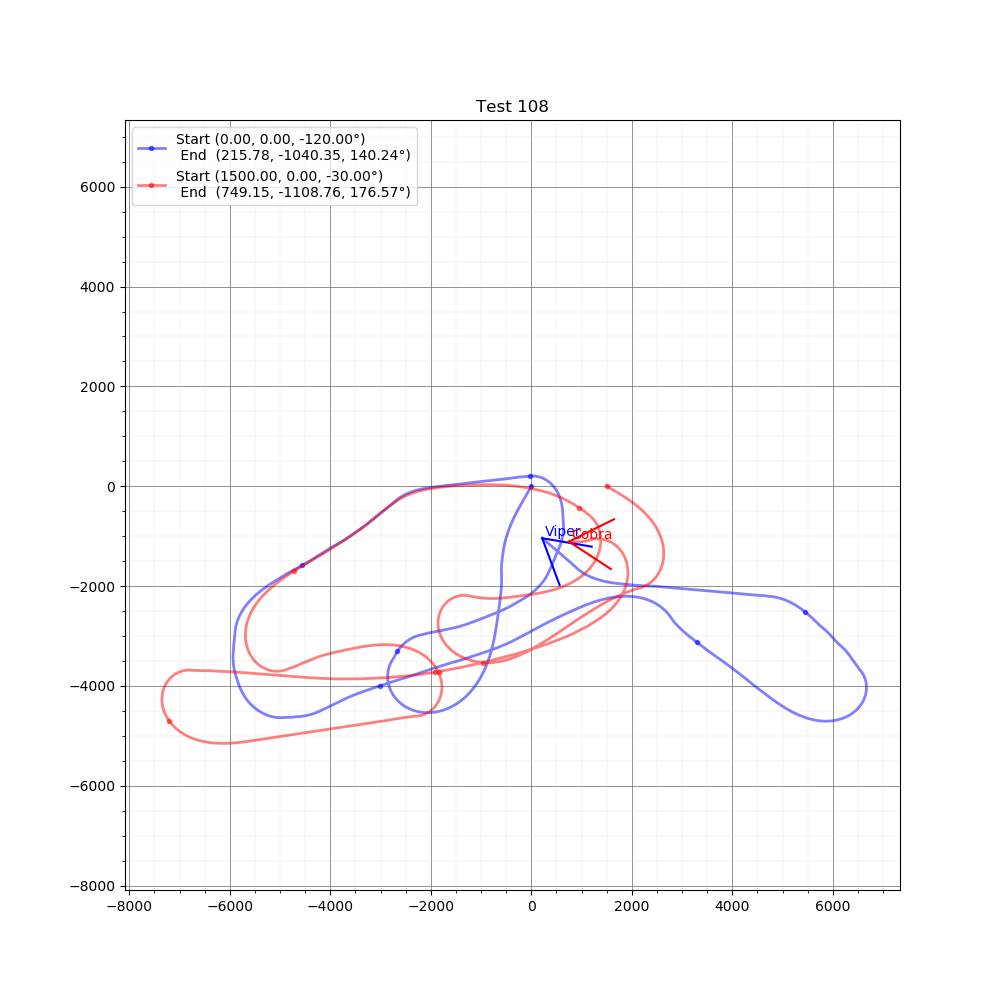 Test 108
Start (0.00, 0.00, -120.00°)
End (215.78, -1040.35, 140.24°)
Start (1500.00, 0.00, -30.00°)
End (749.15, -1108.76, 176.57°)
6000
4000
2000
0
−2000
−4000
−6000
−8000
Viper
Cobra
−8000 −6000 −4000 −2000 0 2000 4000 6000